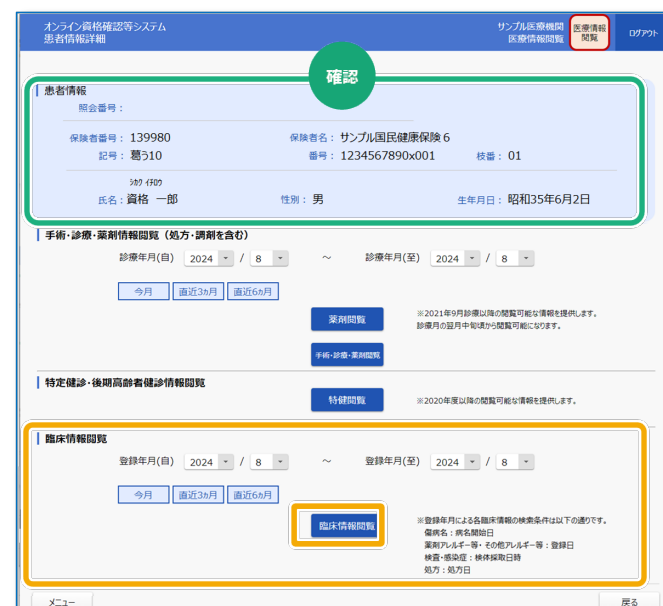 オンライン資格確認等システム
患者情報詳細
サンプル医療機関
医療情報閲覧
医療情報
閲覧
ログアウト
確認
患者情報
照会番号：
保険者番号： 139980
保険者名： サンプル国民健康保険６
記号： 葛う10
番号： 1234567890x001
枝番： 01
シカク イチロウ
氏名： 資格 一郎
性別： 男
生年月日： 昭和35年6月2日
手術・診療・薬剤情報閲覧（処方・調剤を含む）
診療年月(自) 2024 / 8 ～ 診療年月(至) 2024 / 8
今月 直近3カ月 直近6カ月
薬剤閲覧
※2021年9月診療以降の閲覧可能な情報を提供します。
診療月の翌月中旬頃から閲覧可能になります。
手術・診療・薬剤閲覧
特定健診・後期高齢者健診情報閲覧
特健閲覧
※2020年度以降の閲覧可能な情報を提供します。
臨床情報閲覧
登録年月(自) 2024 / 8 ～ 登録年月(至) 2024 / 8
今月 直近3カ月 直近6カ月
臨床情報閲覧
※登録年月による各臨床情報の検索条件は以下の通りです。
傷病名：病名開始日
薬剤アレルギー等・その他アレルギー等：登録日
検査・感染症：検体採取日時
処方：処方日
メニュー
戻る